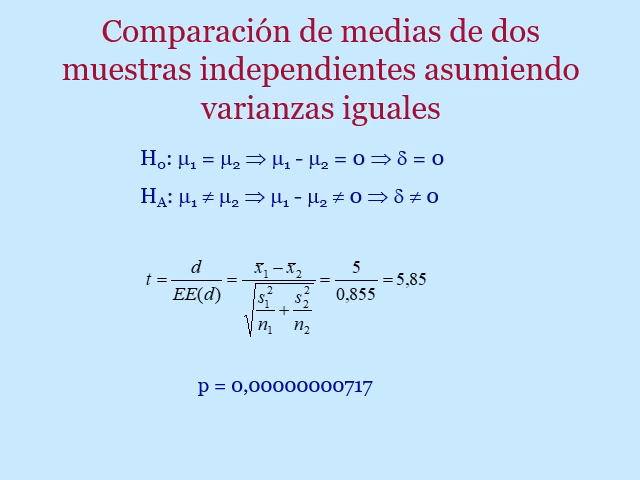 Comparación de medias de dos
muestras independientes asumiendo
varianzas iguales
H₀: μ₁ = μ₂ ⇒ μ₁ - μ₂ = 0 ⇒ δ = 0
H_A: μ₁ ≠ μ₂ ⇒ μ₁ - μ₂ ≠ 0 ⇒ δ ≠ 0
t = d / EE(d) = (x̄₁ − x̄₂) / √(s₁²/n₁ + s₂²/n₂) = 5 / 0,855 = 5,85
p = 0,00000000717